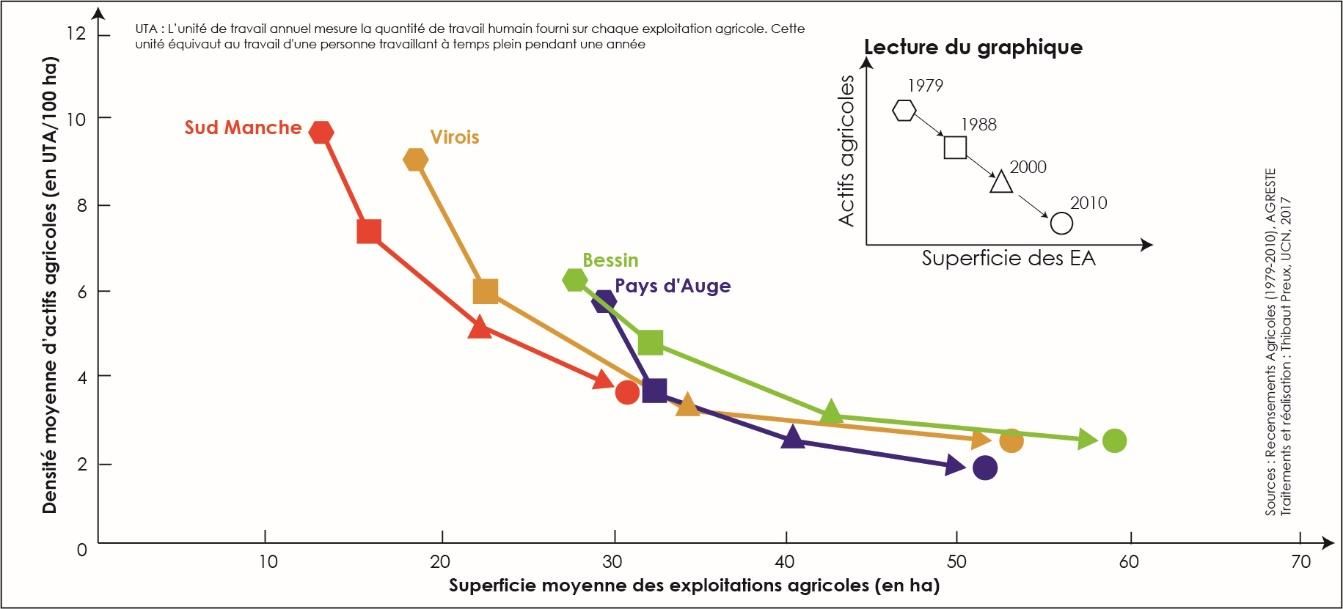 UTA : L'unité de travail annuel mesure la quantité de travail humain fourni sur chaque exploitation agricole. Cette
unité équivaut au travail d'une personne travaillant à temps plein pendant une année
Lecture du graphique
Actifs agricoles
1979
1988
2000
2010
Superficie des EA
Densité moyenne d'actifs agricoles (en UTA/100 ha)
12
10
8
6
4
2
0
Sud Manche
Virois
Bessin
Pays d'Auge
10
20
30
40
50
60
70
Superficie moyenne des exploitations agricoles (en ha)
Sources : Recensements Agricoles (1979-2010), AGRESTE
Traitements et réalisation : Thibaut Preux, UCN, 2017